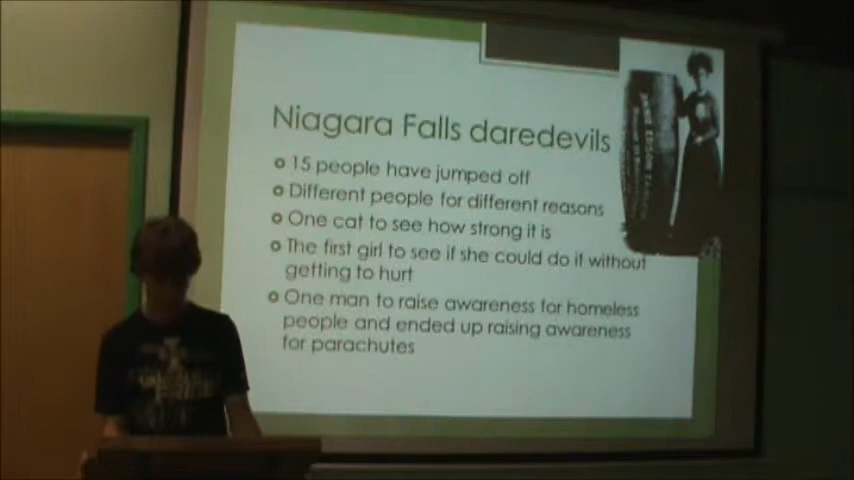 Niagara Falls daredevils
15 people have jumped off
Different people for different reasons
One cat to see how strong it is
The first girl to see if she could do it without
getting to hurt
One man to raise awareness for homeless
people and ended up raising awareness
for parachutes